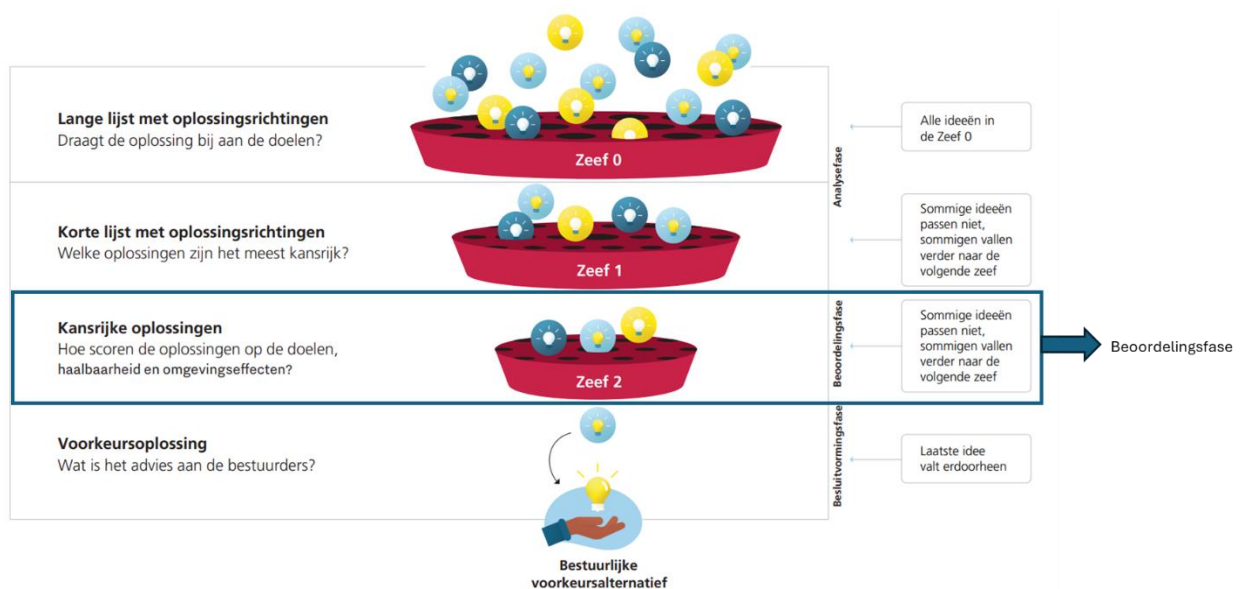 Lange lijst met oplossingsrichtingen
Draagt de oplossing bij aan de doelen?
Zeef 0
Alle ideeën in
de Zeef 0
Analysefase
Korte lijst met oplossingsrichtingen
Welke oplossingen zijn het meest kansrijk?
Zeef 1
Sommige ideeën
passen niet,
sommigen vallen
verder naar de
volgende zeef
Kansrijke oplossingen
Hoe scoren de oplossingen op de doelen,
haalbaarheid en omgevingseffecten?
Zeef 2
Beoordelingsfase
Sommige ideeën
passen niet,
sommigen vallen
verder naar de
volgende zeef
Beoordelingsfase
Voorkeursoplossing
Wat is het advies aan de bestuurders?
Besluitvormingsfase
Laatste idee
valt erdoorheen
Bestuurlijke
voorkeursalternatief